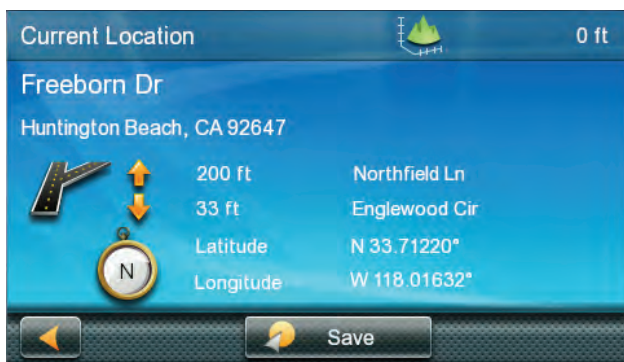 Current Location 0 ft
Freeborn Dr
Huntington Beach, CA 92647
200 ft Northfield Ln
33 ft Englewood Cir
Latitude N 33.71220°
N
Longitude W 118.01632°
Save